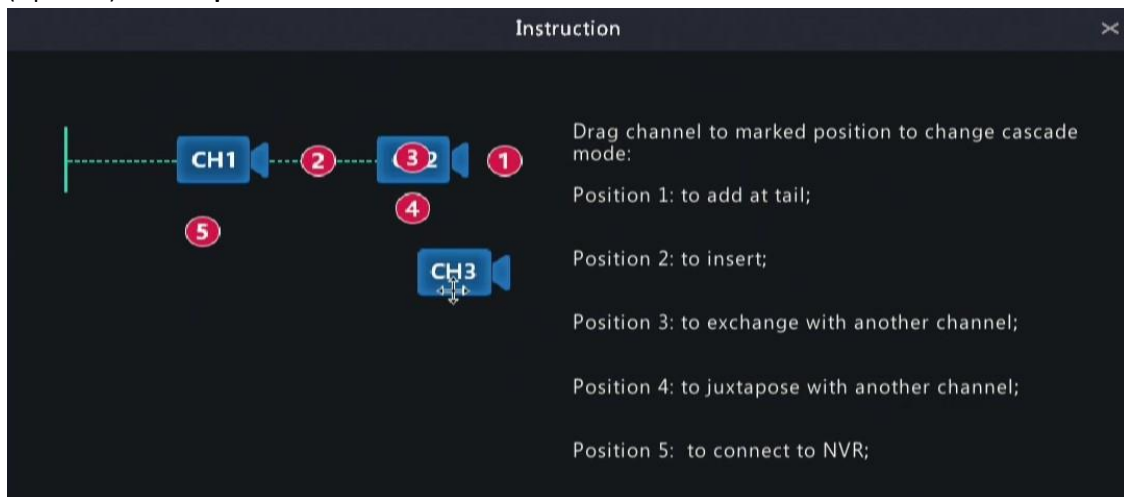 Instruction
CH1
2
3
2
1
4
5
CH3
Drag channel to marked position to change cascade
mode:
Position 1: to add at tail;
Position 2: to insert;
Position 3: to exchange with another channel;
Position 4: to juxtapose with another channel;
Position 5:  to connect to NVR;